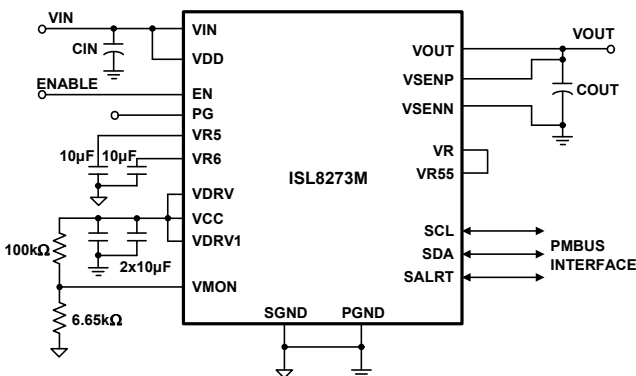 VIN
CIN
ENABLE
10µF 10µF
100kΩ
2x10µF
6.65kΩ
VIN
VDD
EN
PG
VR5
VR6
VDRV
VCC
VDRV1
VMON
ISL8273M
SGND PGND
VOUT
VSENP
VSENN
VR
VR55
SCL
SDA
SALRT
VOUT
COUT
PMBUS
INTERFACE